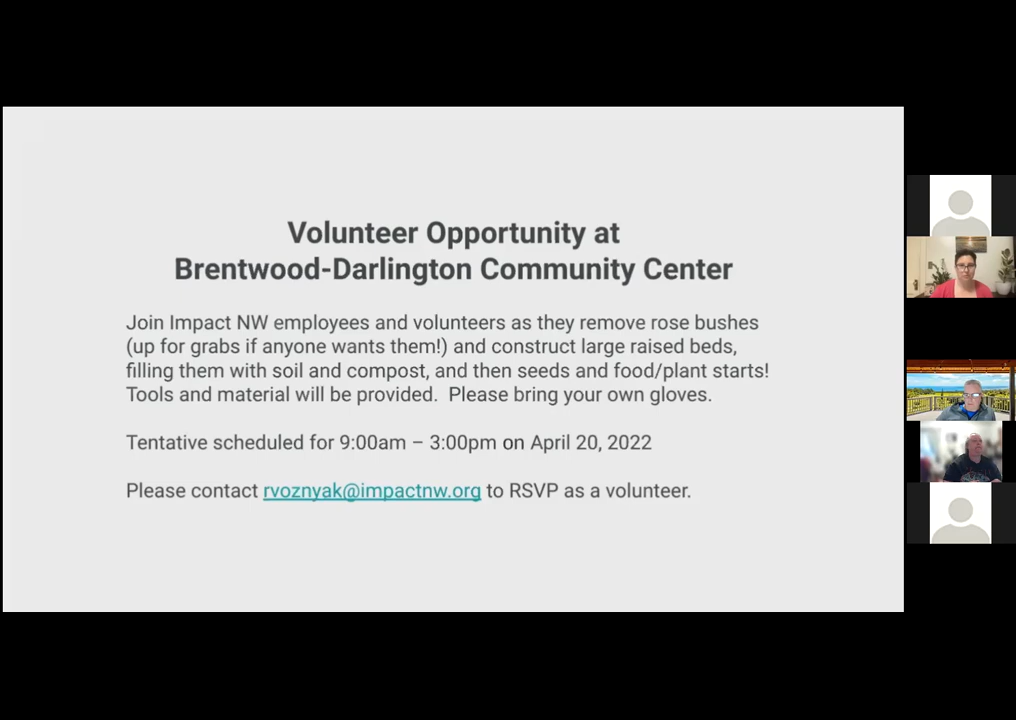 Volunteer Opportunity at
Brentwood-Darlington Community Center
Join Impact NW employees and volunteers as they remove rose bushes
(up for grabs if anyone wants them!) and construct large raised beds,
filling them with soil and compost, and then seeds and food/plant starts!
Tools and material will be provided.  Please bring your own gloves.
Tentative scheduled for 9:00am – 3:00pm on April 20, 2022
Please contact rvoznyak@impactnw.org to RSVP as a volunteer.